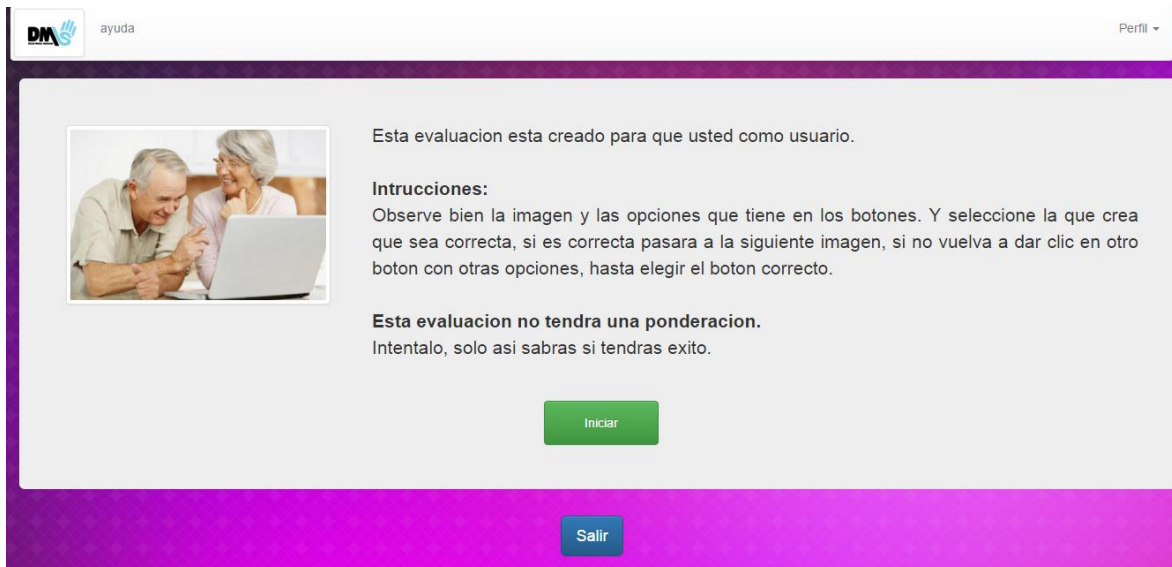 DMS
ayuda
Perfil
Esta evaluacion esta creado para que usted como usuario.
Intrucciones:
Observe bien la imagen y las opciones que tiene en los botones. Y seleccione la que crea
que sea correcta, si es correcta pasara a la siguiente imagen, si no vuelva a dar clic en otro
boton con otras opciones, hasta elegir el boton correcto.
Esta evaluacion no tendra una ponderacion.
Intentalo, solo asi sabras si tendras exito.
Iniciar
Salir